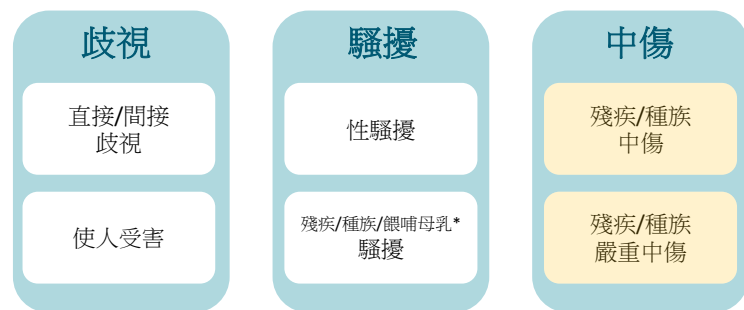 歧視
直接/間接
歧視
使人受害
騷擾
性騷擾
殘疾/種族/餵哺母乳*
騷擾
中傷
殘疾/種族
中傷
殘疾/種族
嚴重中傷